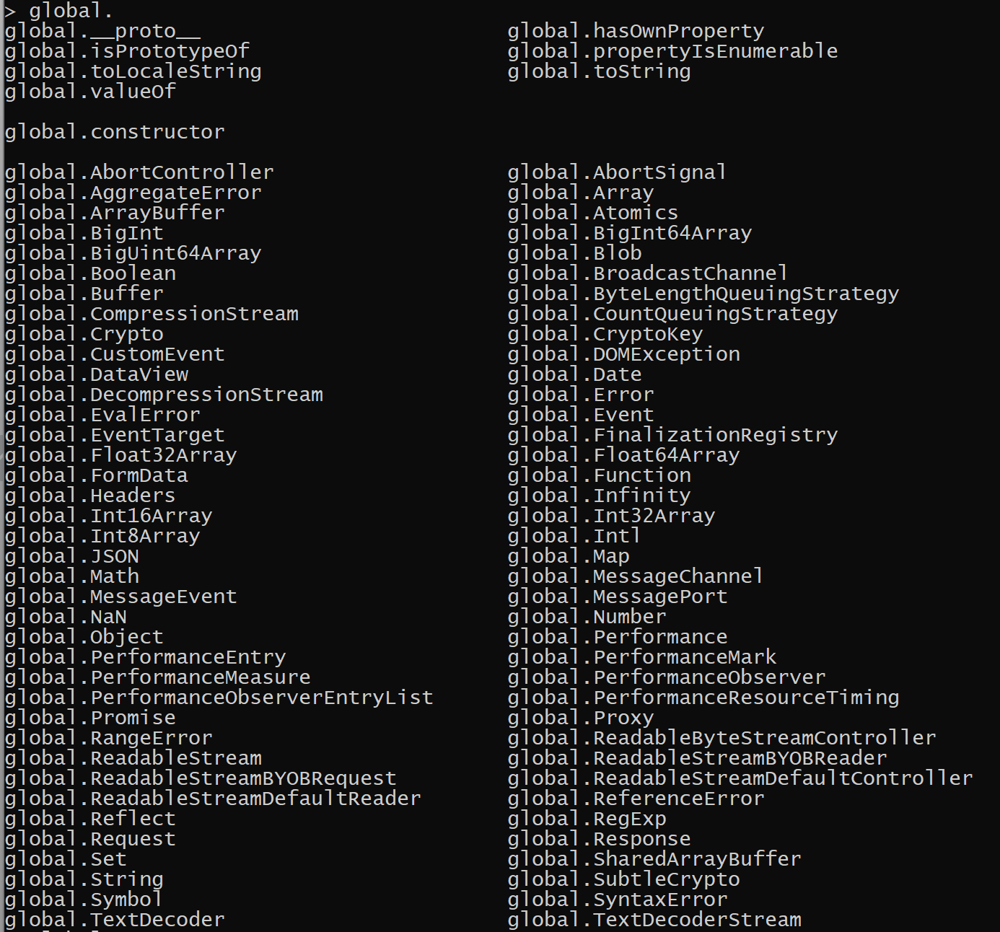 > global.
global.__proto__ global.hasOwnProperty
global.isPrototypeOf global.propertyIsEnumerable
global.toLocaleString global.toString
global.valueOf
global.constructor
global.AbortController global.AbortSignal
global.AggregateError global.Array
global.ArrayBuffer global.Atomics
global.BigInt global.BigInt64Array
global.BigUint64Array global.Blob
global.Boolean global.BroadcastChannel
global.Buffer global.ByteLengthQueuingStrategy
global.CompressionStream global.CountQueuingStrategy
global.Crypto global.CryptoKey
global.CustomEvent global.DOMException
global.DataView global.Date
global.DecompressionStream global.Error
global.EvalError global.Event
global.EventTarget global.FinalizationRegistry
global.Float32Array global.Float64Array
global.FormData global.Function
global.Headers global.Infinity
global.Int16Array global.Int32Array
global.Int8Array global.Intl
global.JSON global.Map
global.Math global.MessageChannel
global.MessageEvent global.MessagePort
global.NaN global.Number
global.Object global.Performance
global.PerformanceEntry global.PerformanceMark
global.PerformanceMeasure global.PerformanceObserver
global.PerformanceObserverEntryList global.PerformanceResourceTiming
global.Promise global.Proxy
global.RangeError global.ReadableByteStreamController
global.ReadableStream global.ReadableStreamBYOBReader
global.ReadableStreamBYOBRequest global.ReadableStreamDefaultController
global.ReadableStreamDefaultReader global.ReferenceError
global.Reflect global.RegExp
global.Request global.Response
global.Set global.SharedArrayBuffer
global.String global.SubtleCrypto
global.Symbol global.SyntaxError
global.TextDecoder global.TextDecoderStream